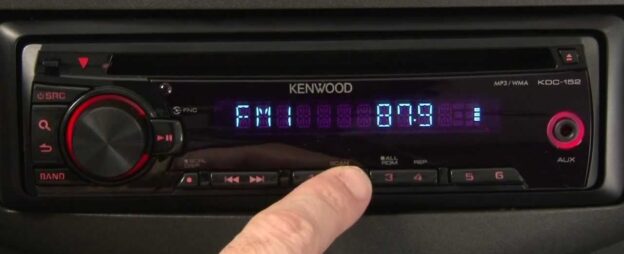 KENWOOD
MP3/WMA KDC-152
SRC
FNC
FM1 87.9
AUX
BAND
SCAN
ALL
RDM REP
3 4 5 6